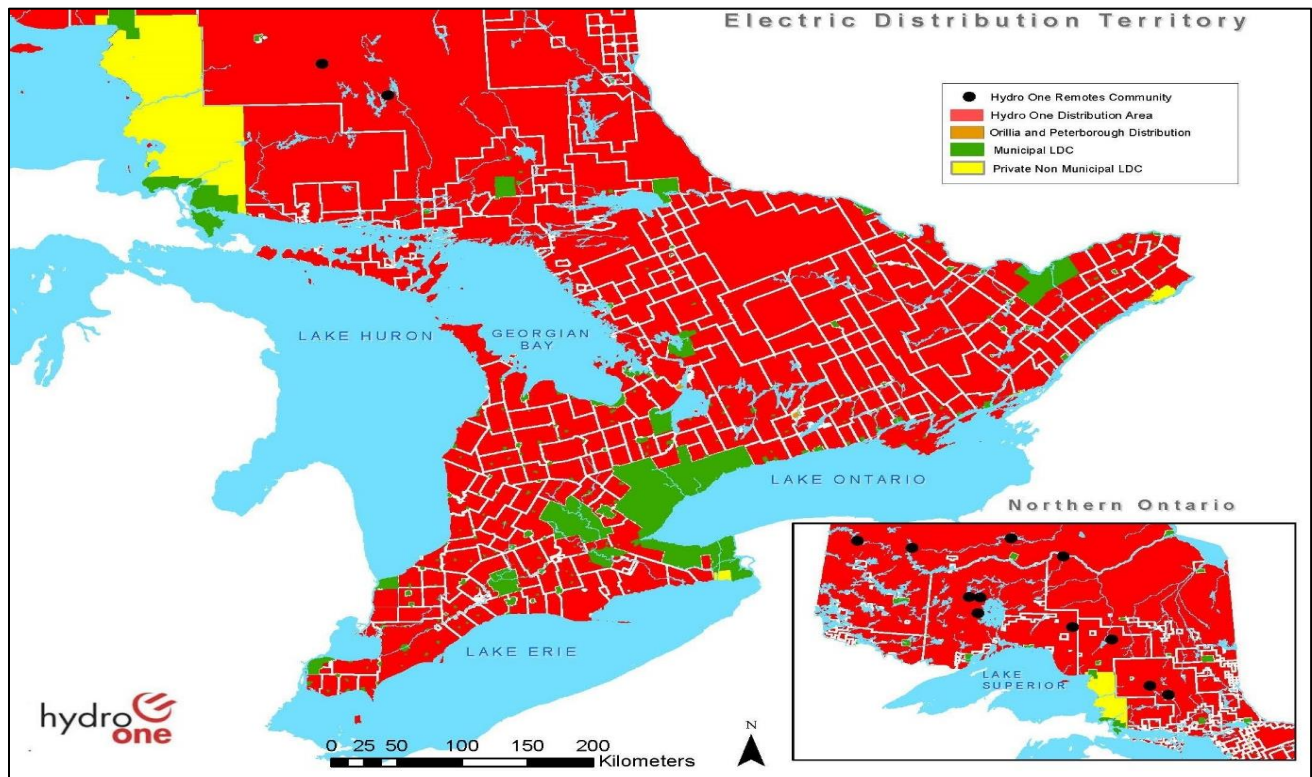 Electric Distribution Territory
Hydro One Remotes Community
Hydro One Distribution Area
Orillia and Peterborough Distribution
Municipal LDC
Private Non Municipal LDC
LAKE HURON
GEORGIAN
BAY
LAKE ONTARIO
LAKE ERIE
Northern Ontario
LAKE
SUPERIOR
hydro
one
0 25 50 100 150 200
Kilometers
N